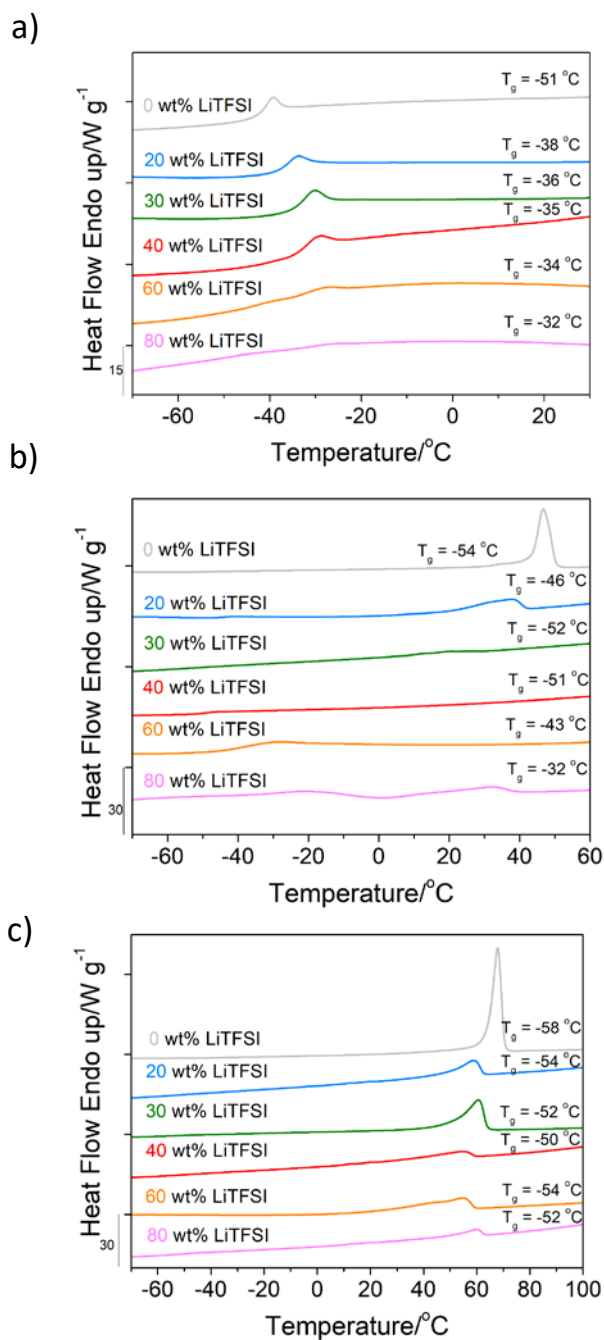 a)
T_g = -51 °C
0 wt% LiTFSI
T_g = -38 °C
20 wt% LiTFSI
T_g = -36 °C
30 wt% LiTFSI
T_g = -35 °C
40 wt% LiTFSI
T_g = -34 °C
60 wt% LiTFSI
T_g = -32 °C
80 wt% LiTFSI
Heat Flow Endo up/W g⁻¹
15
-60 -40 -20 0 20
Temperature/°C
b)
0 wt% LiTFSI
T_g = -54 °C
T_g = -46 °C
20 wt% LiTFSI
T_g = -52 °C
30 wt% LiTFSI
T_g = -51 °C
40 wt% LiTFSI
T_g = -43 °C
60 wt% LiTFSI
T_g = -32 °C
80 wt% LiTFSI
Heat Flow Endo up/W g⁻¹
30
-60 -40 -20 0 20 40 60
Temperature/°C
c)
T_g = -58 °C
0 wt% LiTFSI
T_g = -54 °C
20 wt% LiTFSI
T_g = -52 °C
30 wt% LiTFSI
T_g = -50 °C
40 wt% LiTFSI
T_g = -54 °C
60 wt% LiTFSI
T_g = -52 °C
80 wt% LiTFSI
Heat Flow Endo up/W g⁻¹
30
-60 -40 -20 0 20 40 60 80 100
Temperature/°C